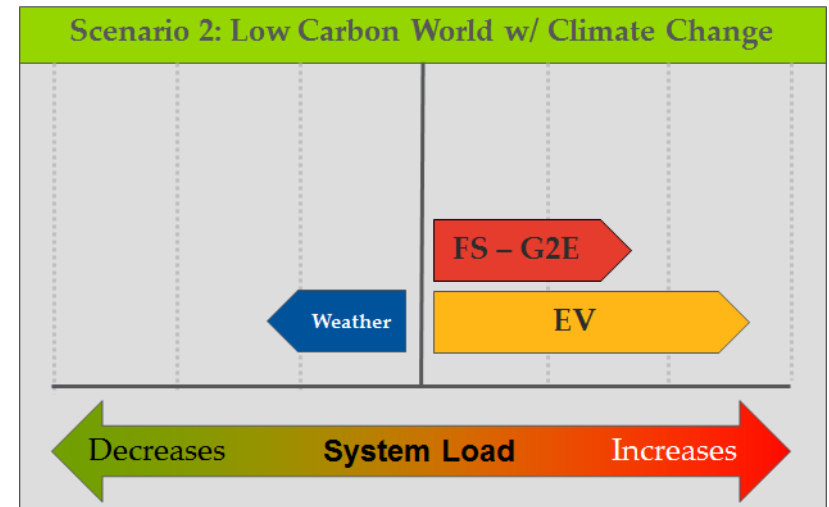 Scenario 2: Low Carbon World w/ Climate Change
FS – G2E
Weather
EV
Decreases
System Load
Increases